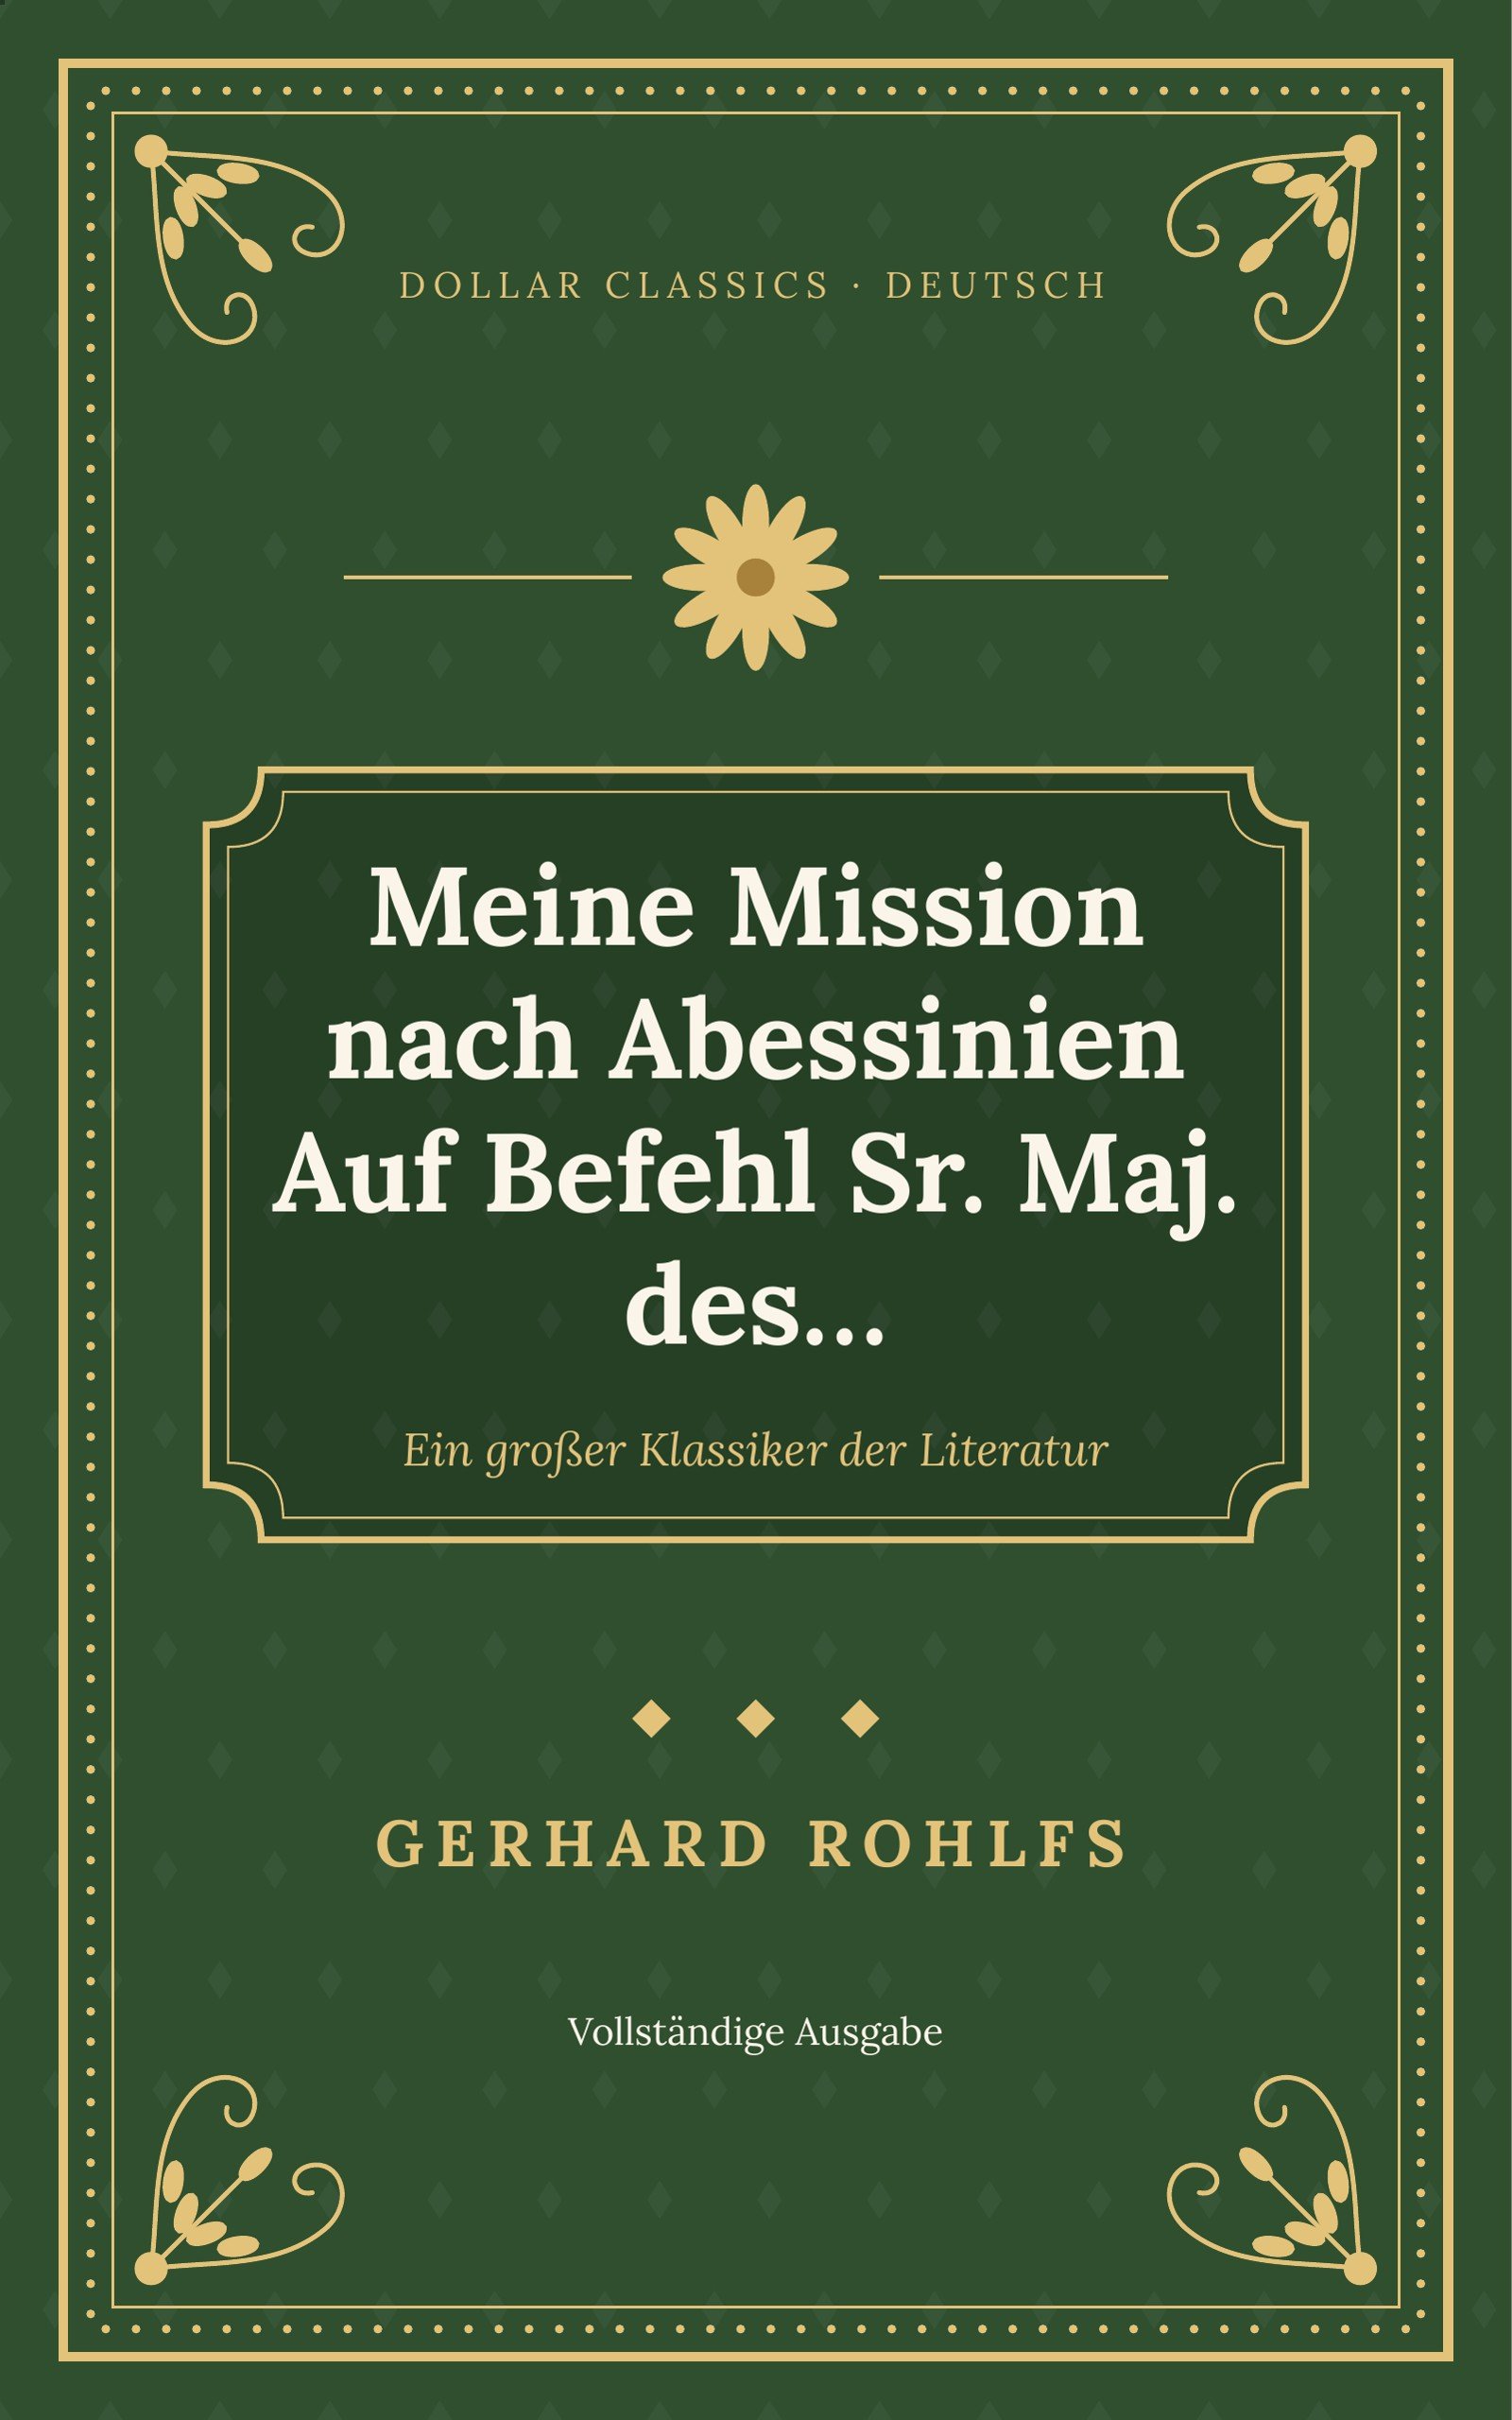 DOLLAR CLASSICS · DEUTSCH
Meine Mission
nach Abessinien
Auf Befehl Sr. Maj.
des...
Ein großer Klassiker der Literatur
GERHARD ROHLFS
Vollständige Ausgabe